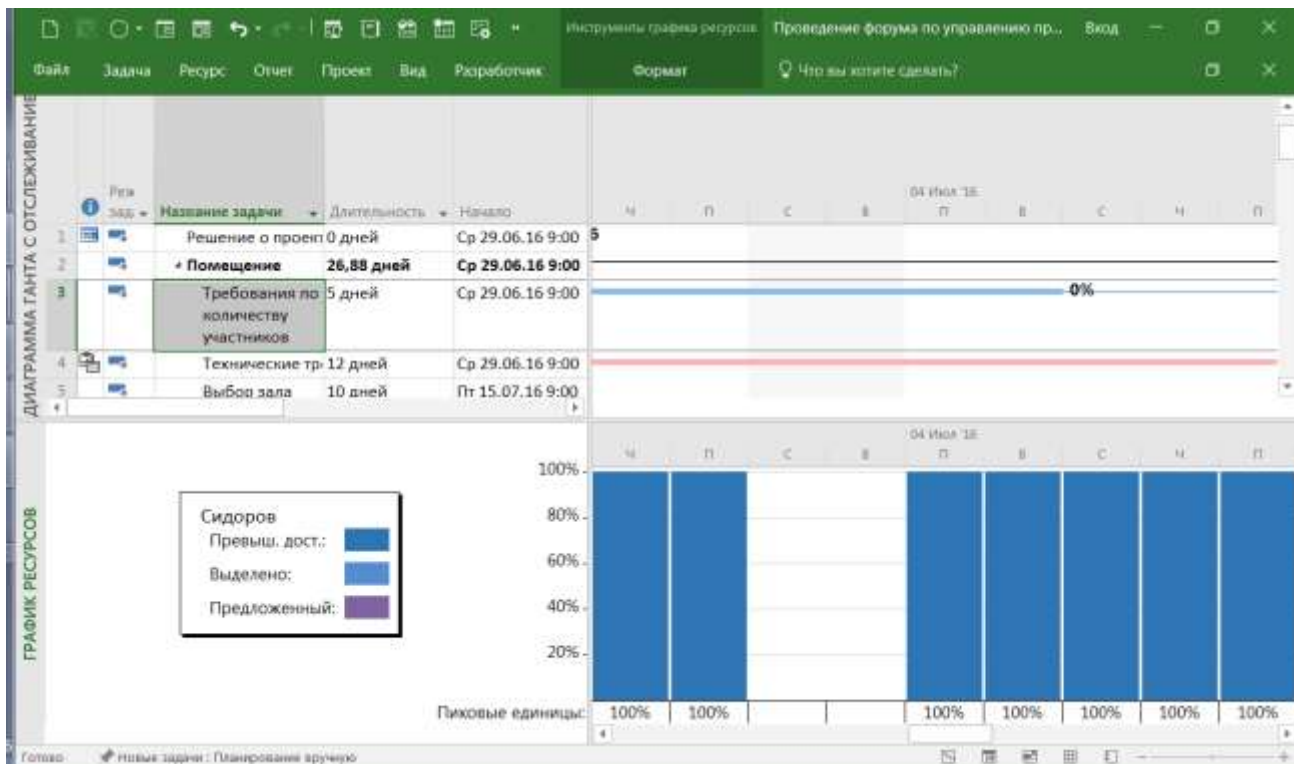 Инструменты графика ресурсов Проведение форума по управлению пр... Вход
Файл Задача Ресурс Отчет Проект Вид Разработчик Формат Что вы хотите сделать?
ДИАГРАММА ГАНТА С ОТСЛЕЖИВАНИЕ
Реж
зад. Название задачи Длительность Начало
04 Июл '16
Ч П С В П В С Ч П
1 Решение о проект 0 дней Ср 29.06.16 9:00 6
2 Помещение 26,88 дней Ср 29.06.16 9:00
3 Требования по количеству участников 5 дней Ср 29.06.16 9:00 0%
4 Технические тр 12 дней Ср 29.06.16 9:00
5 Выбор зала 10 дней Пт 15.07.16 9:00
ГРАФИК РЕСУРСОВ
Сидоров
Превыш. дост.:
Выделено:
Предложенный:
04 Июл '16
Ч П С В П В С Ч П
100%
80%
60%
40%
20%
Пиковые единицы: 100% 100% 100% 100% 100% 100% 100%
Готово Новые задачи : Планирование вручную